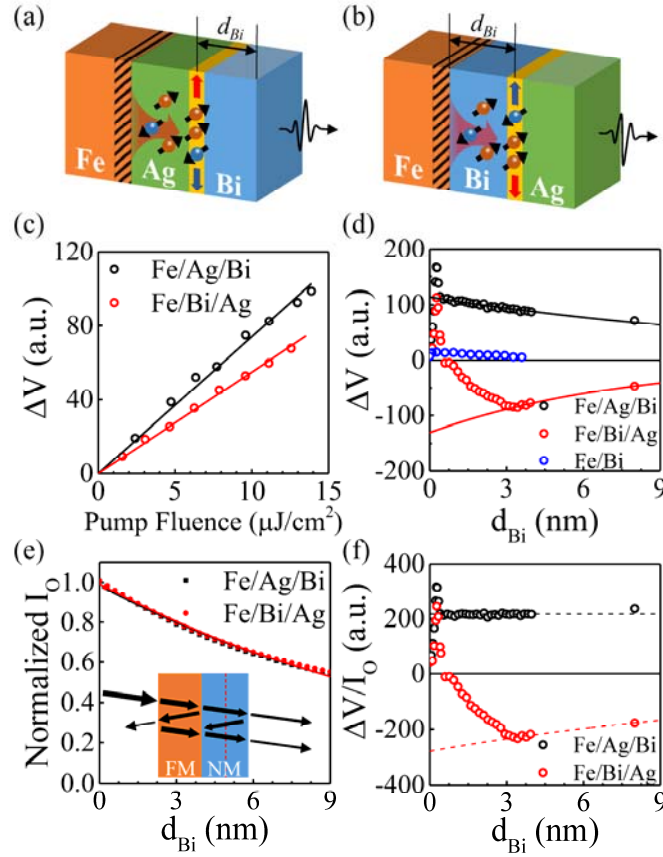 (a)
d_Bi
Fe
Ag
Bi
(b)
d_Bi
Fe
Bi
Ag
(c)
120
80
40
0
ΔV (a.u.)
Fe/Ag/Bi
Fe/Bi/Ag
0 5 10 15
Pump Fluence (μJ/cm²)
(d)
200
100
0
-100
-200
ΔV (a.u.)
Fe/Ag/Bi
Fe/Bi/Ag
Fe/Bi
0 3 6 9
d_Bi (nm)
(e)
1.0
0.8
0.6
0.4
0.2
0.0
Normalized I_O
Fe/Ag/Bi
Fe/Bi/Ag
FM NM
0 3 6 9
d_Bi (nm)
(f)
400
200
0
-200
-400
ΔV/I_O (a.u.)
Fe/Ag/Bi
Fe/Bi/Ag
0 3 6 9
d_Bi (nm)